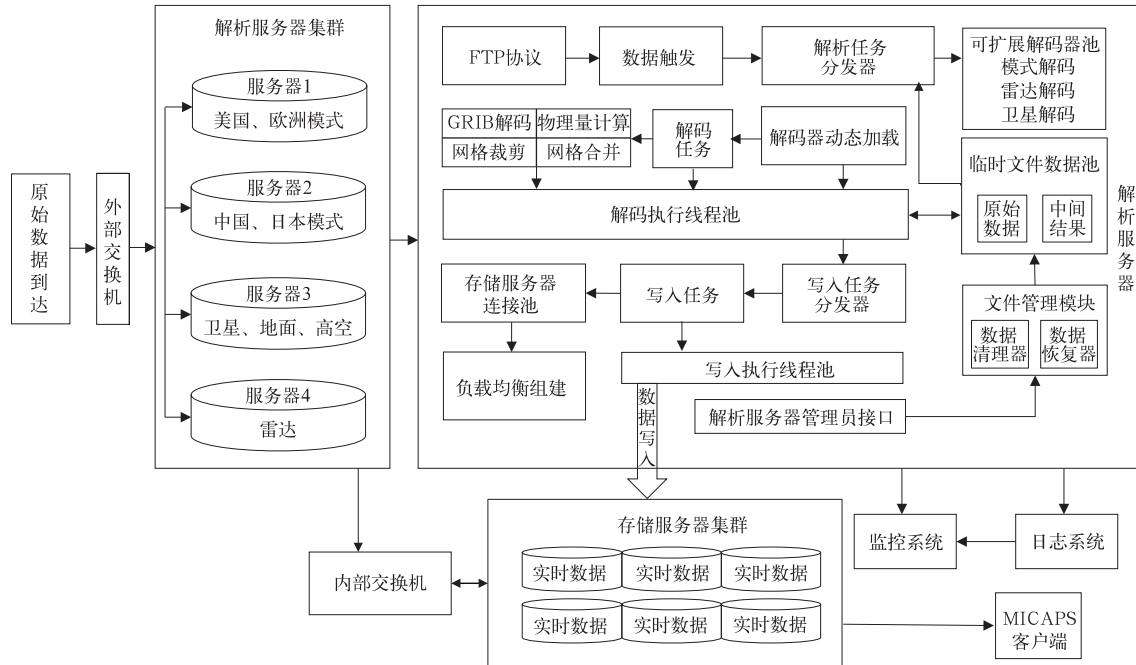 原始数据到达
外部交换机
解析服务器集群
服务器1
美国、欧洲模式
服务器2
中国、日本模式
服务器3
卫星、地面、高空
服务器4
雷达
FTP协议
数据触发
解析任务
分发器
可扩展解码器池
模式解码
雷达解码
卫星解码
GRIB解码
物理量计算
网格裁剪
网格合并
解码
任务
解码器动态加载
解码执行线程池
临时文件数据池
原始
数据
中间
结果
解析服务器
存储服务器
连接池
写入任务
写入任务
分发器
文件管理模块
数据
清理器
数据
恢复器
负载均衡组建
写入执行线程池
解析服务器管理员接口
数据写入
存储服务器集群
实时数据
实时数据
实时数据
实时数据
实时数据
实时数据
内部交换机
监控系统
日志系统
MICAPS
客户端